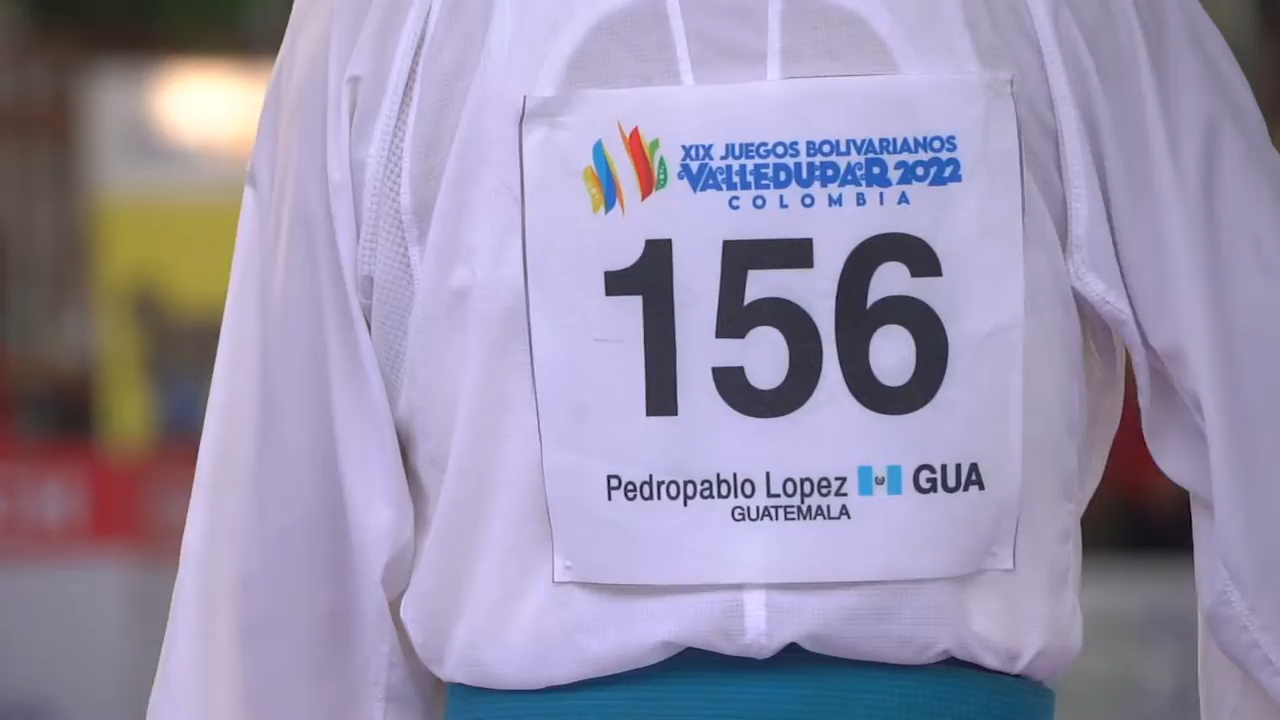 XIX JUEGOS BOLIVARIANOS
VALLEDUPAR 2022
COLOMBIA
156
Pedropablo Lopez GUA
GUATEMALA